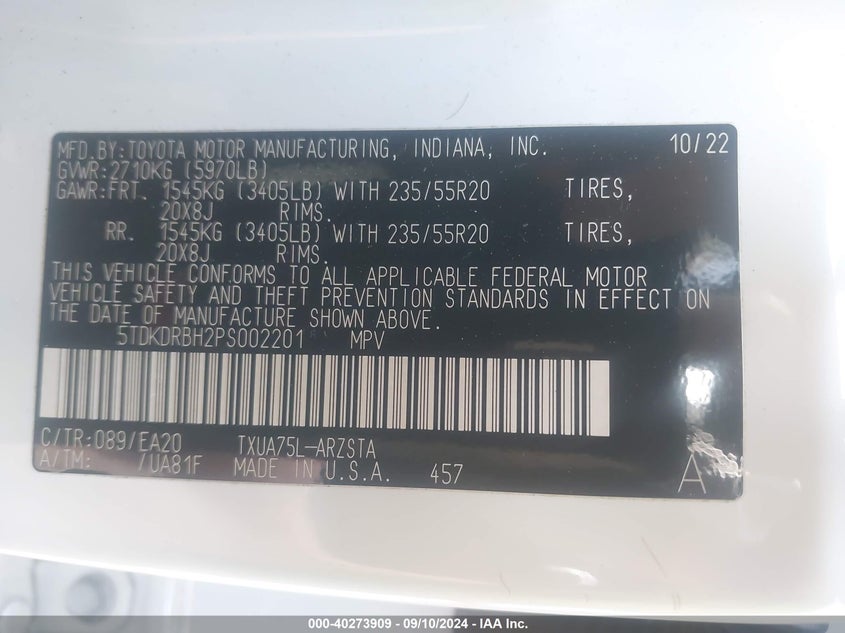 MFD.BY:TOYOTA MOTOR MANUFACTURING, INDIANA, INC. 10/22
GVWR:2710KG (5970LB)
GAWR:FRT. 1545KG (3405LB) WITH 235/55R20 TIRES,
20X8J RIMS.
RR. 1545KG (3405LB) WITH 235/55R20 TIRES,
20X8J RIMS.
THIS VEHICLE CONFORMS TO ALL APPLICABLE FEDERAL MOTOR
VEHICLE SAFETY AND THEFT PREVENTION STANDARDS IN EFFECT ON
THE DATE OF MANUFACTURE SHOWN ABOVE.
5TDKDRBH2PS002201 MPV
C/TR:089/EA20 TXUA75L-ARZSTA
A/TM: /UA81F MADE IN U.S.A. 457 A
000-40273909 - 09/10/2024 - IAA Inc.